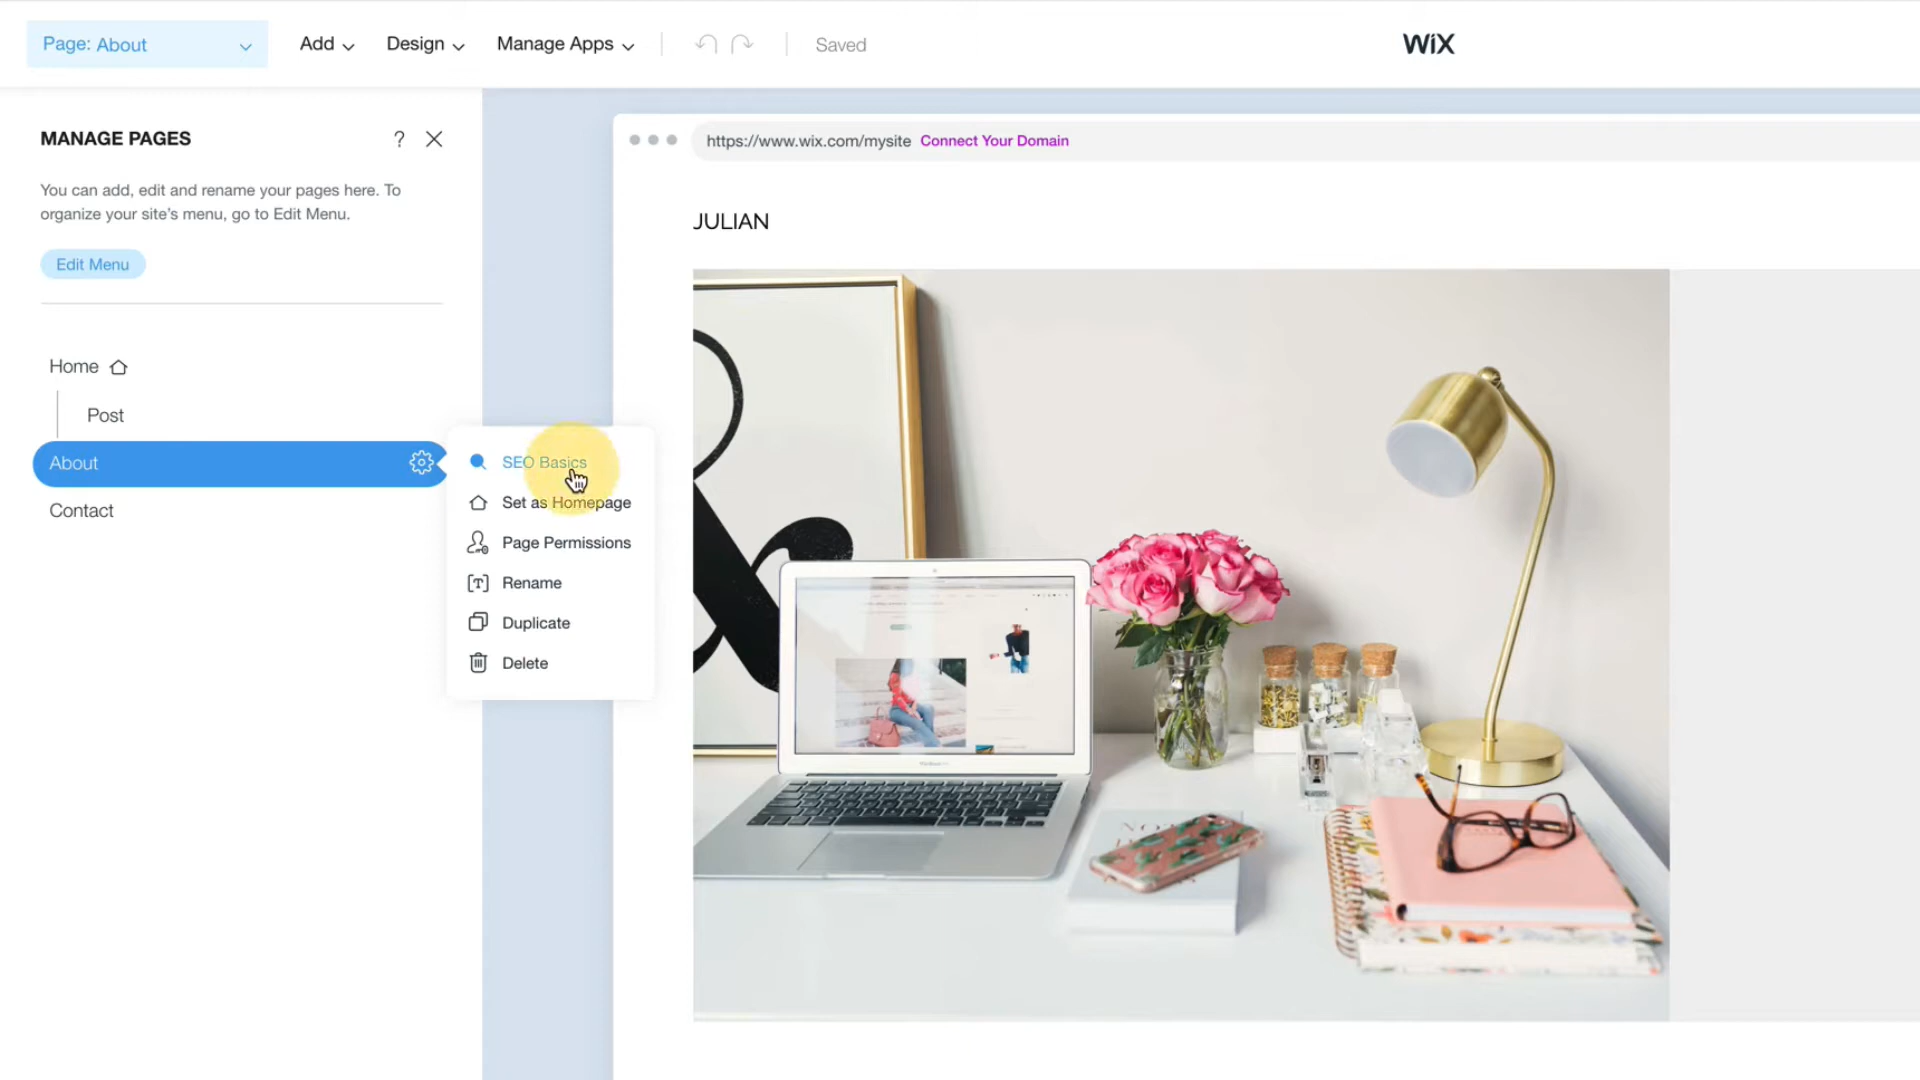 Page: About
Add
Design
Manage Apps
Saved
WiX
MANAGE PAGES
?
You can add, edit and rename your pages here. To
organize your site's menu, go to Edit Menu.
Edit Menu
Home
Post
About
Contact
SEO Basics
Set as Homepage
Page Permissions
Rename
Duplicate
Delete
https://www.wix.com/mysite Connect Your Domain
JULIAN